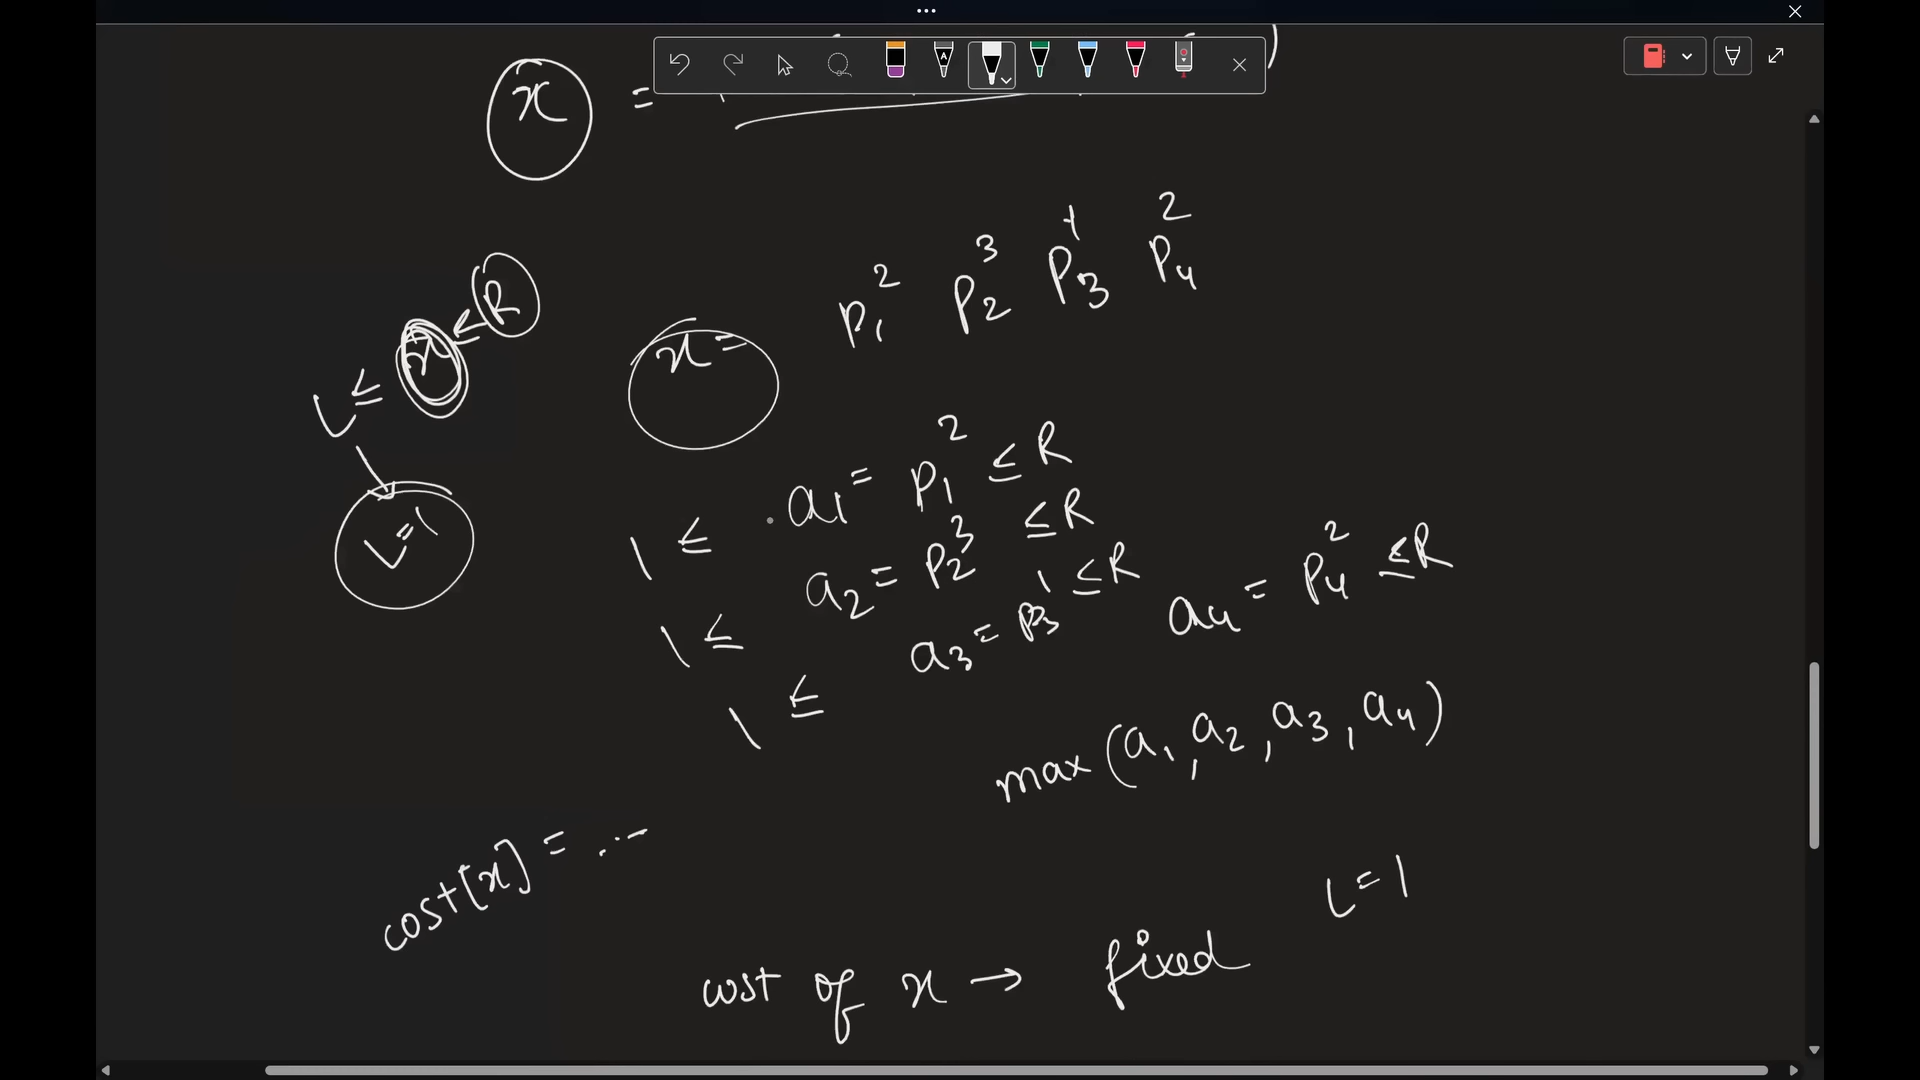 x =
L ≤ x ≤ R
x = p₁² p₂³ p₃¹ p₄²
L=1
1 ≤ a₁ = p₁² ≤ R
1 ≤ a₂ = p₂³ ≤ R
1 ≤ a₃ = p₃¹ ≤ R
a₄ = p₄² ≤ R
max (a₁, a₂, a₃, a₄)
cost[x] = ...
L = 1
cost of x → fixed